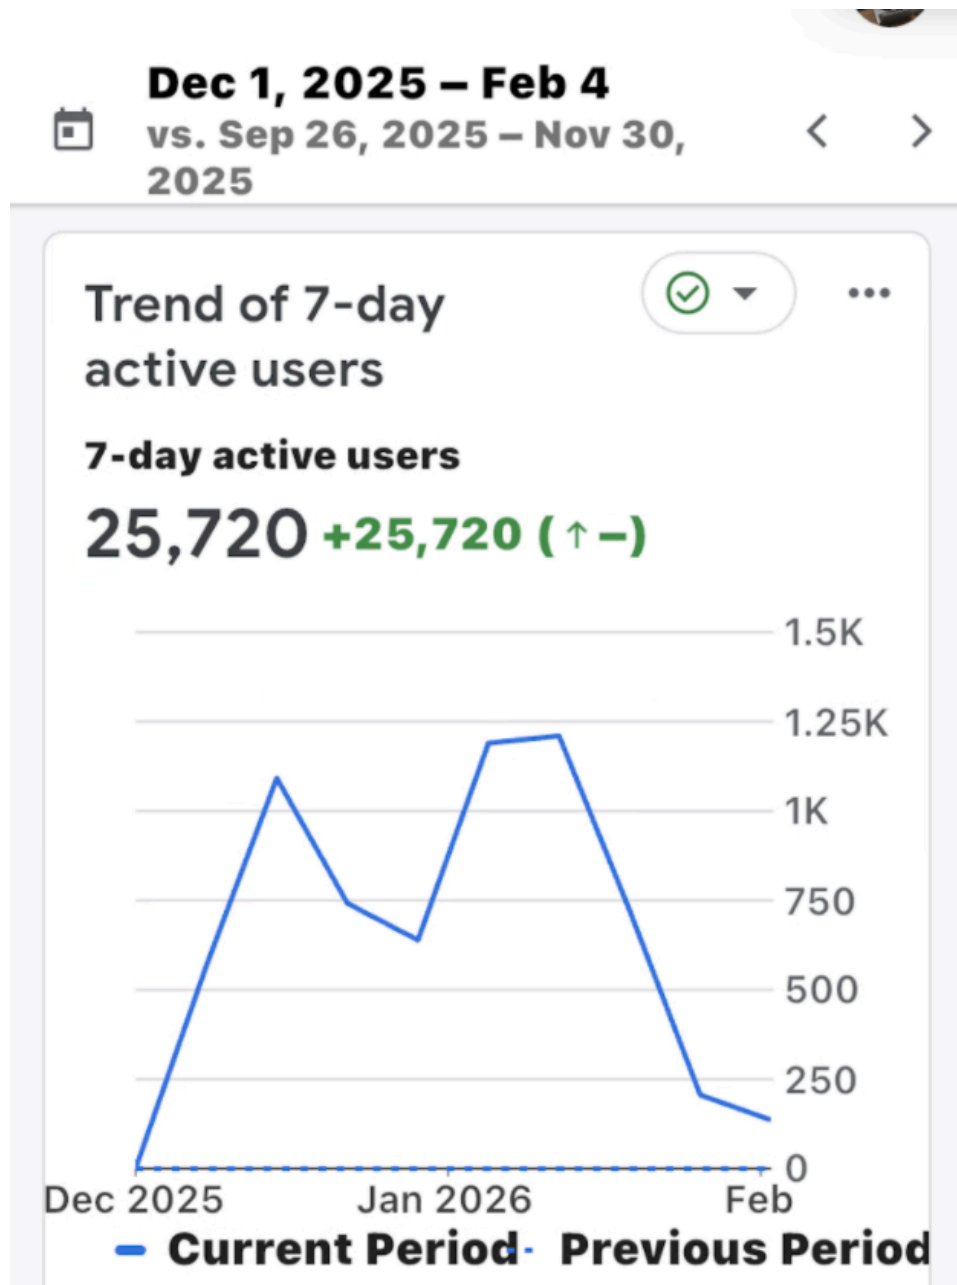 Dec 1, 2025 – Feb 4
vs. Sep 26, 2025 – Nov 30,
2025
Trend of 7-day
active users
7-day active users
25,720 +25,720 (↑ –)
1.5K
1.25K
1K
750
500
250
0
Dec 2025 Jan 2026 Feb
Current Period Previous Period